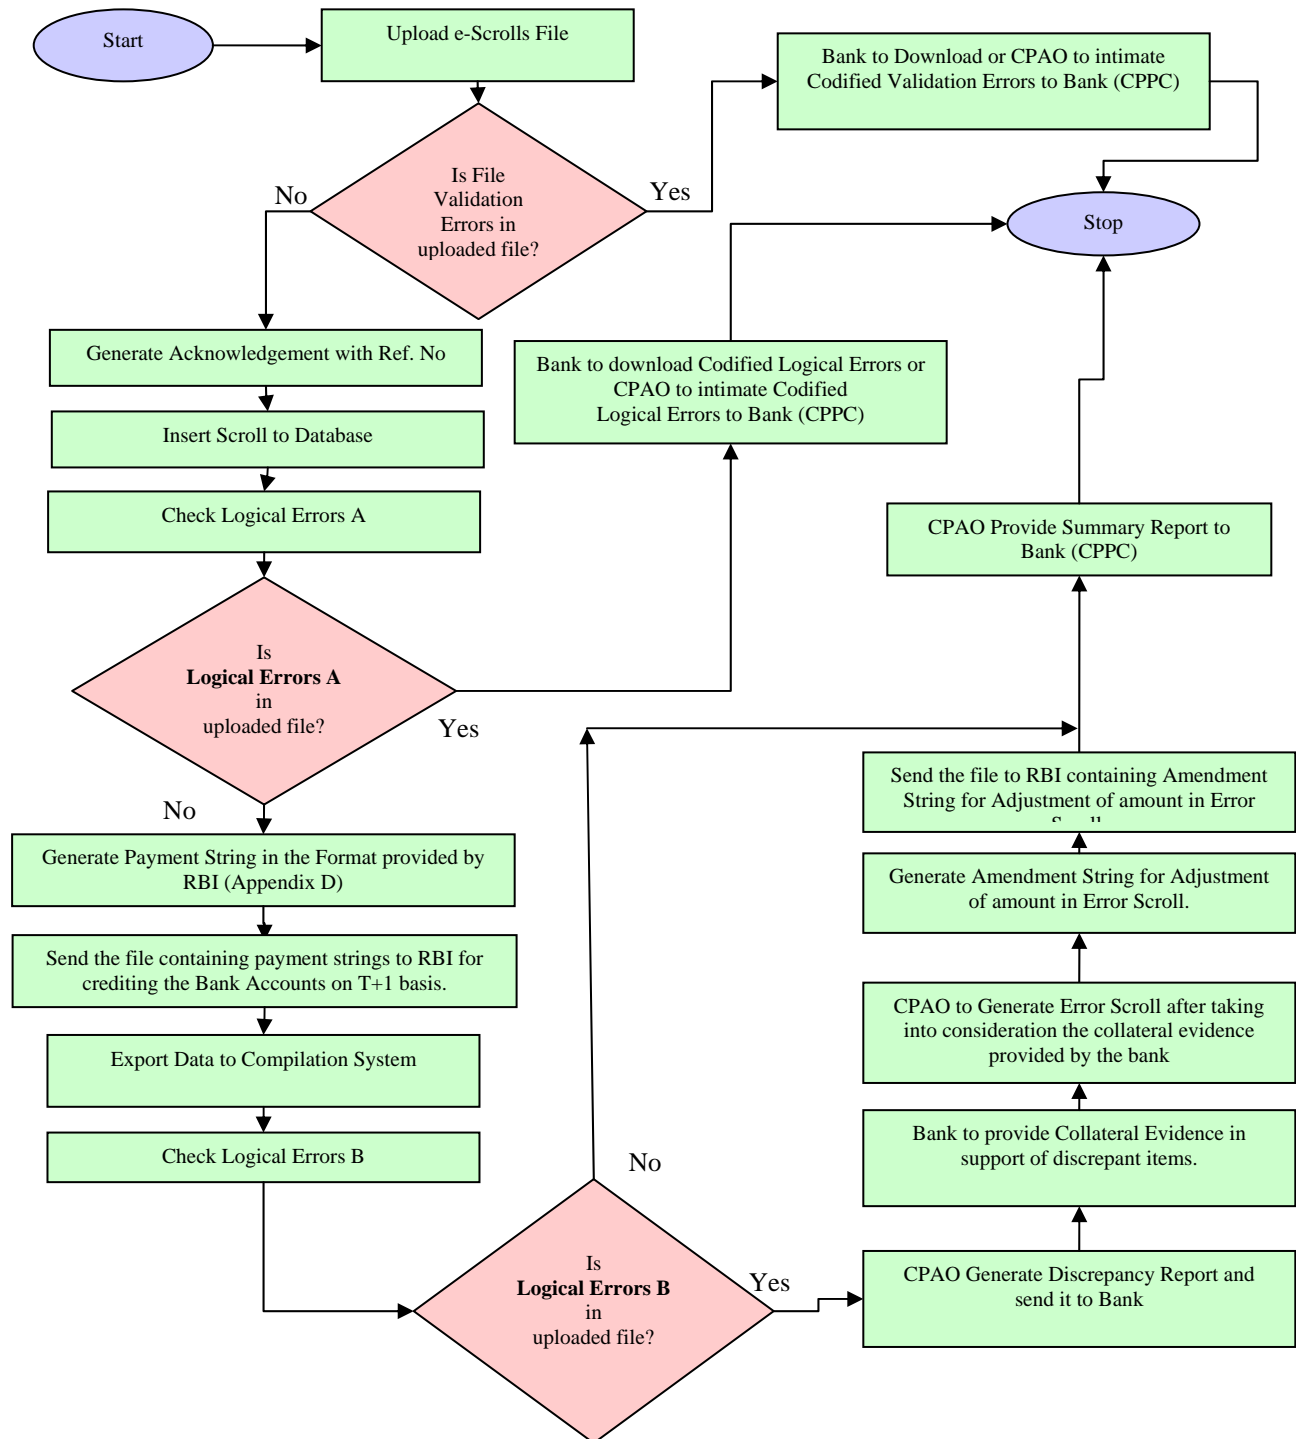 Start
Upload e-Scrolls File
Bank to Download or CPAO to intimate
Codified Validation Errors to Bank (CPPC)
Is File
Validation
Errors in
uploaded file?
No
Yes
Stop
Generate Acknowledgement with Ref. No
Bank to download Codified Logical Errors or
CPAO to intimate Codified
Logical Errors to Bank (CPPC)
Insert Scroll to Database
Check Logical Errors A
CPAO Provide Summary Report to
Bank (CPPC)
Is
Logical Errors A
in
uploaded file?
Yes
No
Send the file to RBI containing Amendment
String for Adjustment of amount in Error
Generate Payment String in the Format provided by
RBI (Appendix D)
Generate Amendment String for Adjustment
of amount in Error Scroll.
Send the file containing payment strings to RBI for
crediting the Bank Accounts on T+1 basis.
CPAO to Generate Error Scroll after taking
into consideration the collateral evidence
provided by the bank
Export Data to Compilation System
Bank to provide Collateral Evidence in
support of discrepant items.
Check Logical Errors B
No
Is
Logical Errors B
in
uploaded file?
Yes
CPAO Generate Discrepancy Report and
send it to Bank